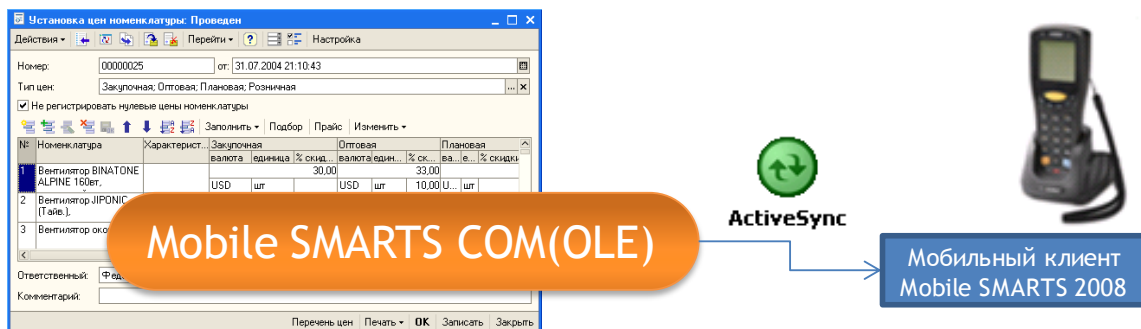 Установка цен номенклатуры: Проведен
Действия Перейти ? Настройка
Номер: 00000025 от: 31.07.2004 21:10:43
Тип цен: Закупочная; Оптовая; Плановая; Розничная ... x
Не регистрировать нулевые цены номенклатуры
Заполнить Подбор Прайс Изменить
№ Номенклатура Характерист... Закупочная Оптовая Плановая
валюта единица % скид... валюта един... % ск... ва... е... % скидки
1 Вентилятор BINATONE 30,00 33,00
ALPINE 160вт, USD шт USD шт 10,00 U... шт
2 Вентилятор JIPONIC
(Тайв.),
3 Вентилятор око
Mobile SMARTS COM(OLE)
Ответственный: Фед
Комментарий:
Перечень цен Печать OK Записать Закрыть
ActiveSync
Мобильный клиент
Mobile SMARTS 2008